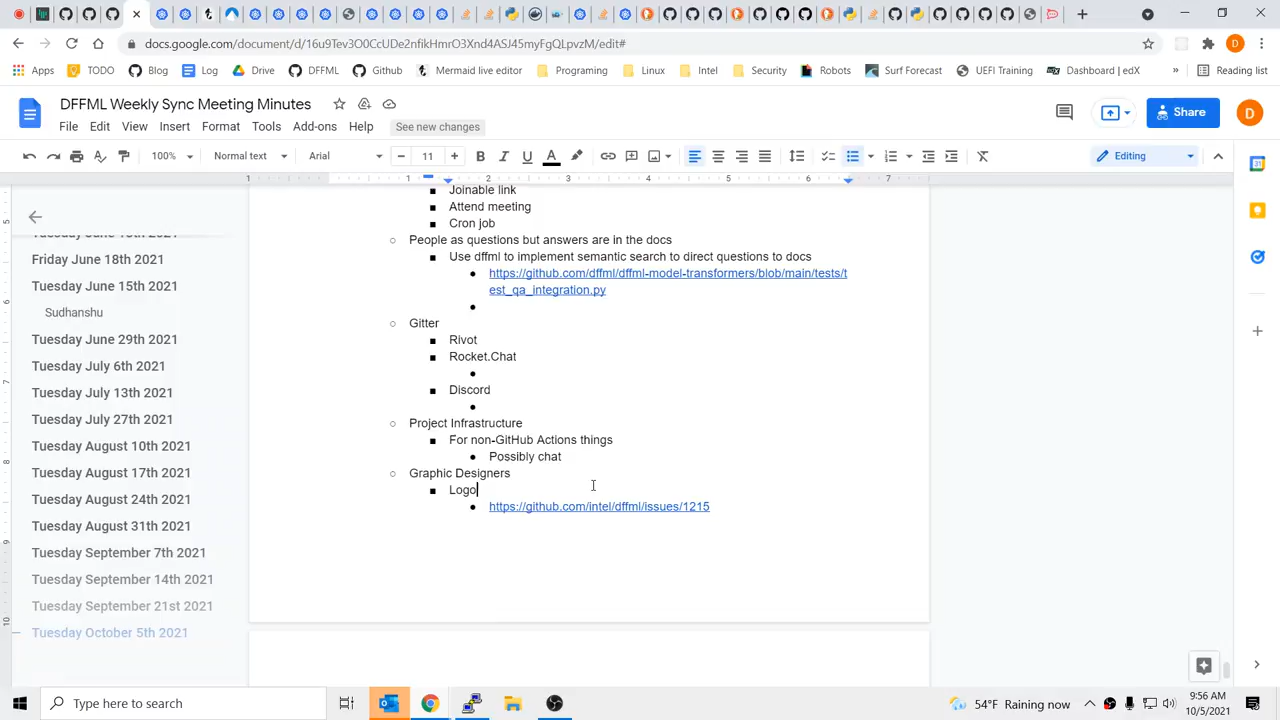 docs.google.com/document/d/16u9Tev3O0CcUDe2nfikHmrO3Xnd4ASJ45myFgQLpvzM/edit#
Apps TODO Blog Log Drive DFFML Github Mermaid live editor Programing Linux Intel Security Robots Surf Forecast UEFI Training Dashboard | edX » Reading list
DFFML Weekly Sync Meeting Minutes
Share
File Edit View Insert Format Tools Add-ons Help See new changes
100% Normal text Arial 11 Editing
1 1 2 3 4 5 6 7
Joinable link
Attend meeting
Cron job
People as questions but answers are in the docs
Use dffml to implement semantic search to direct questions to docs
https://github.com/dffml/dffml-model-transformers/blob/main/tests/t
est_qa_integration.py
Gitter
Rivot
Rocket.Chat
Discord
Project Infrastructure
For non-GitHub Actions things
Possibly chat
Graphic Designers
Logo
https://github.com/intel/dffml/issues/1215
Friday June 18th 2021
Tuesday June 15th 2021
Sudhanshu
Tuesday June 29th 2021
Tuesday July 6th 2021
Tuesday July 13th 2021
Tuesday July 27th 2021
Tuesday August 10th 2021
Tuesday August 17th 2021
Tuesday August 24th 2021
Tuesday August 31th 2021
Tuesday September 7th 2021
Tuesday September 14th 2021
Tuesday September 21st 2021
Tuesday October 5th 2021
Type here to search
54°F Raining now
9:56 AM
10/5/2021